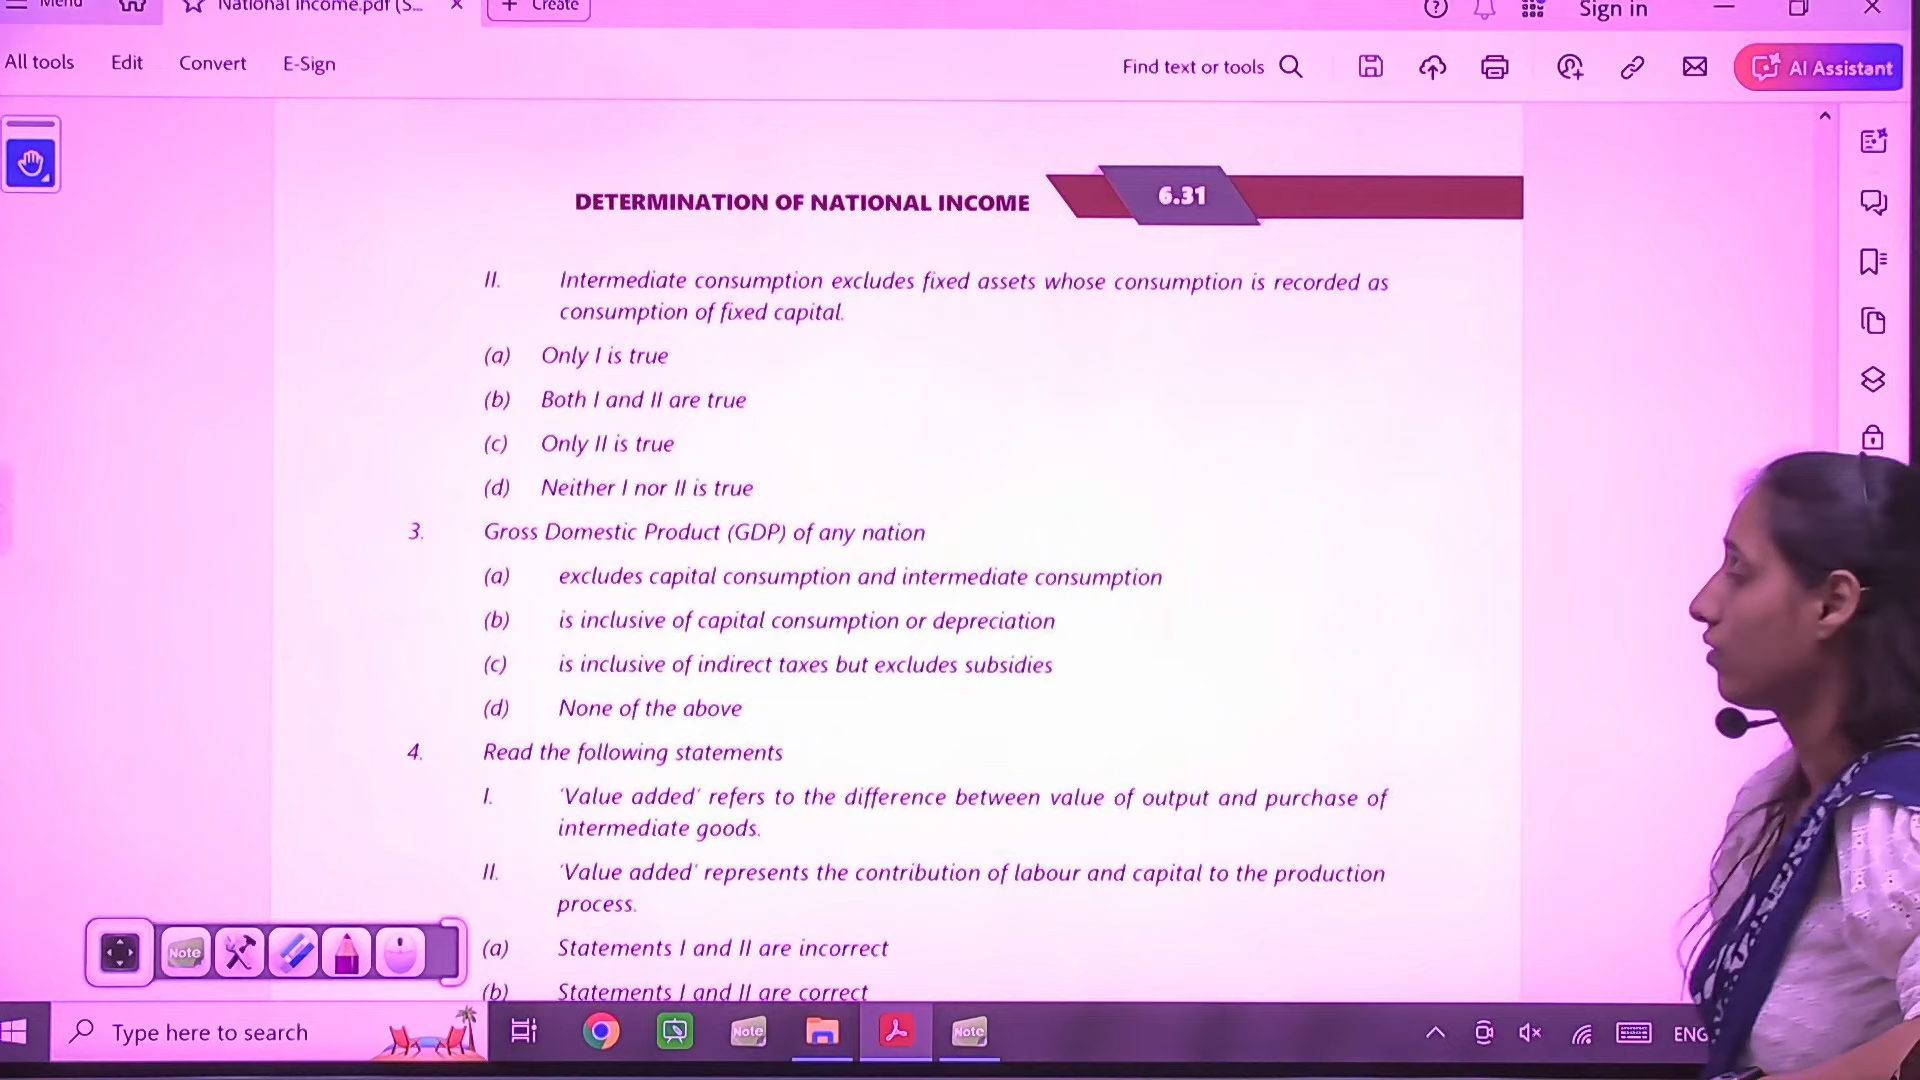 Menu
National Income.pdf (S...
+ Create
Sign in
All tools
Edit
Convert
E-Sign
Find text or tools
AI Assistant
DETERMINATION OF NATIONAL INCOME
6.31
II. Intermediate consumption excludes fixed assets whose consumption is recorded as
consumption of fixed capital.
(a) Only I is true
(b) Both I and II are true
(c) Only II is true
(d) Neither I nor II is true
3. Gross Domestic Product (GDP) of any nation
(a) excludes capital consumption and intermediate consumption
(b) is inclusive of capital consumption or depreciation
(c) is inclusive of indirect taxes but excludes subsidies
(d) None of the above
4. Read the following statements
I. ‘Value added’ refers to the difference between value of output and purchase of
intermediate goods.
II. ‘Value added’ represents the contribution of labour and capital to the production
process.
(a) Statements I and II are incorrect
(b) Statements I and II are correct
Note
Type here to search
Note
Note
ENG